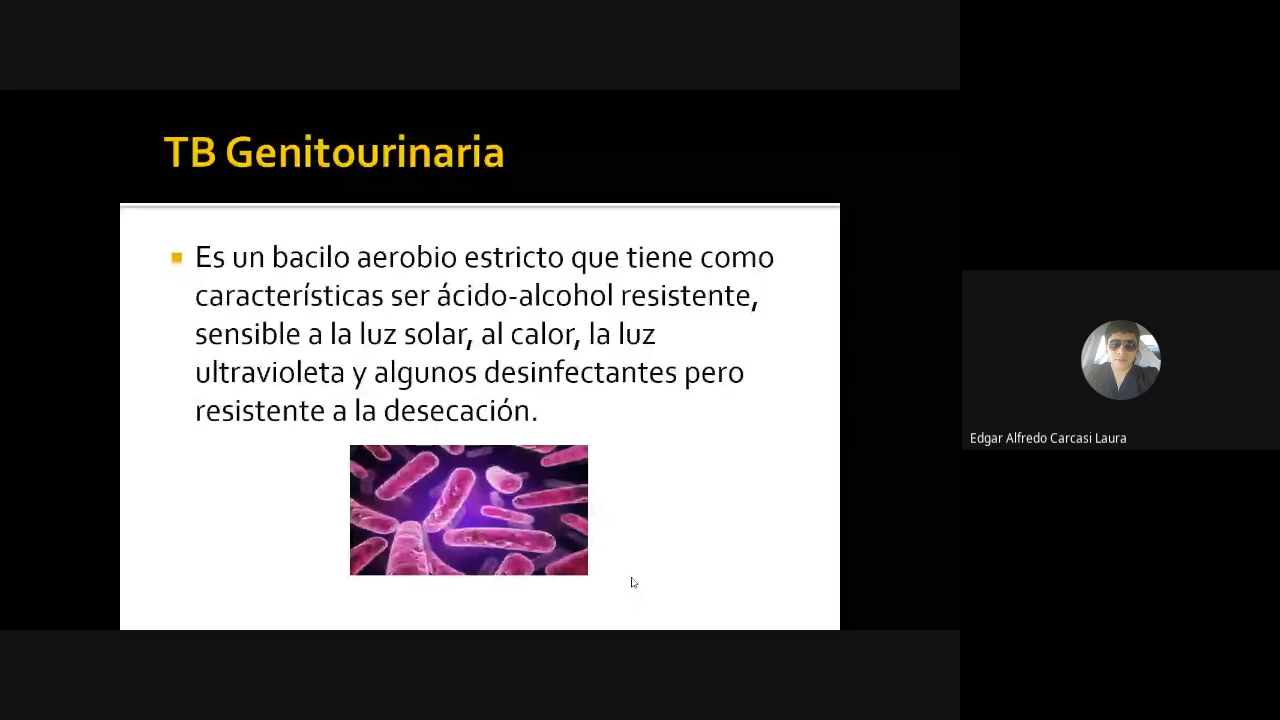 TB Genitourinaria
Es un bacilo aerobio estricto que tiene como
características ser ácido-alcohol resistente,
sensible a la luz solar, al calor, la luz
ultravioleta y algunos desinfectantes pero
resistente a la desecación.
Edgar Alfredo Carcasi Laura